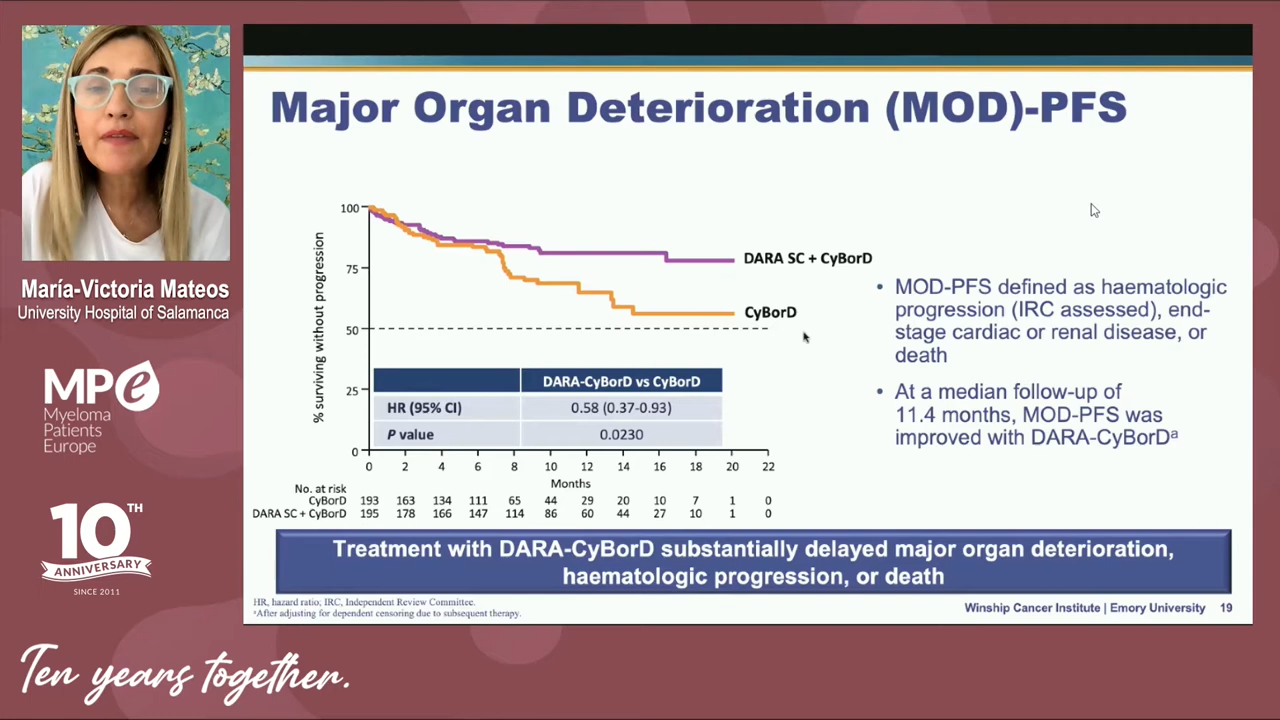 Major Organ Deterioration (MOD)-PFS
María-Victoria Mateos
University Hospital of Salamanca
MPe
Myeloma
Patients
Europe
10TH
ANNIVERSARY
SINCE 2011
Ten years together.
% surviving without progression
100
75
50
25
0
DARA SC + CyBorD
CyBorD
DARA-CyBorD vs CyBorD
HR (95% CI) 0.58 (0.37-0.93)
P value 0.0230
0 2 4 6 8 10 12 14 16 18 20 22
Months
No. at risk
CyBorD 193 163 134 111 65 44 29 20 10 7 1 0
DARA SC + CyBorD 195 178 166 147 114 86 60 44 27 10 1 0
• MOD-PFS defined as haematologic
progression (IRC assessed), end-
stage cardiac or renal disease, or
death
• At a median follow-up of
11.4 months, MOD-PFS was
improved with DARA-CyBorDᵃ
Treatment with DARA-CyBorD substantially delayed major organ deterioration,
haematologic progression, or death
HR, hazard ratio; IRC, Independent Review Committee.
ᵃAfter adjusting for dependent censoring due to subsequent therapy.
Winship Cancer Institute | Emory University 19